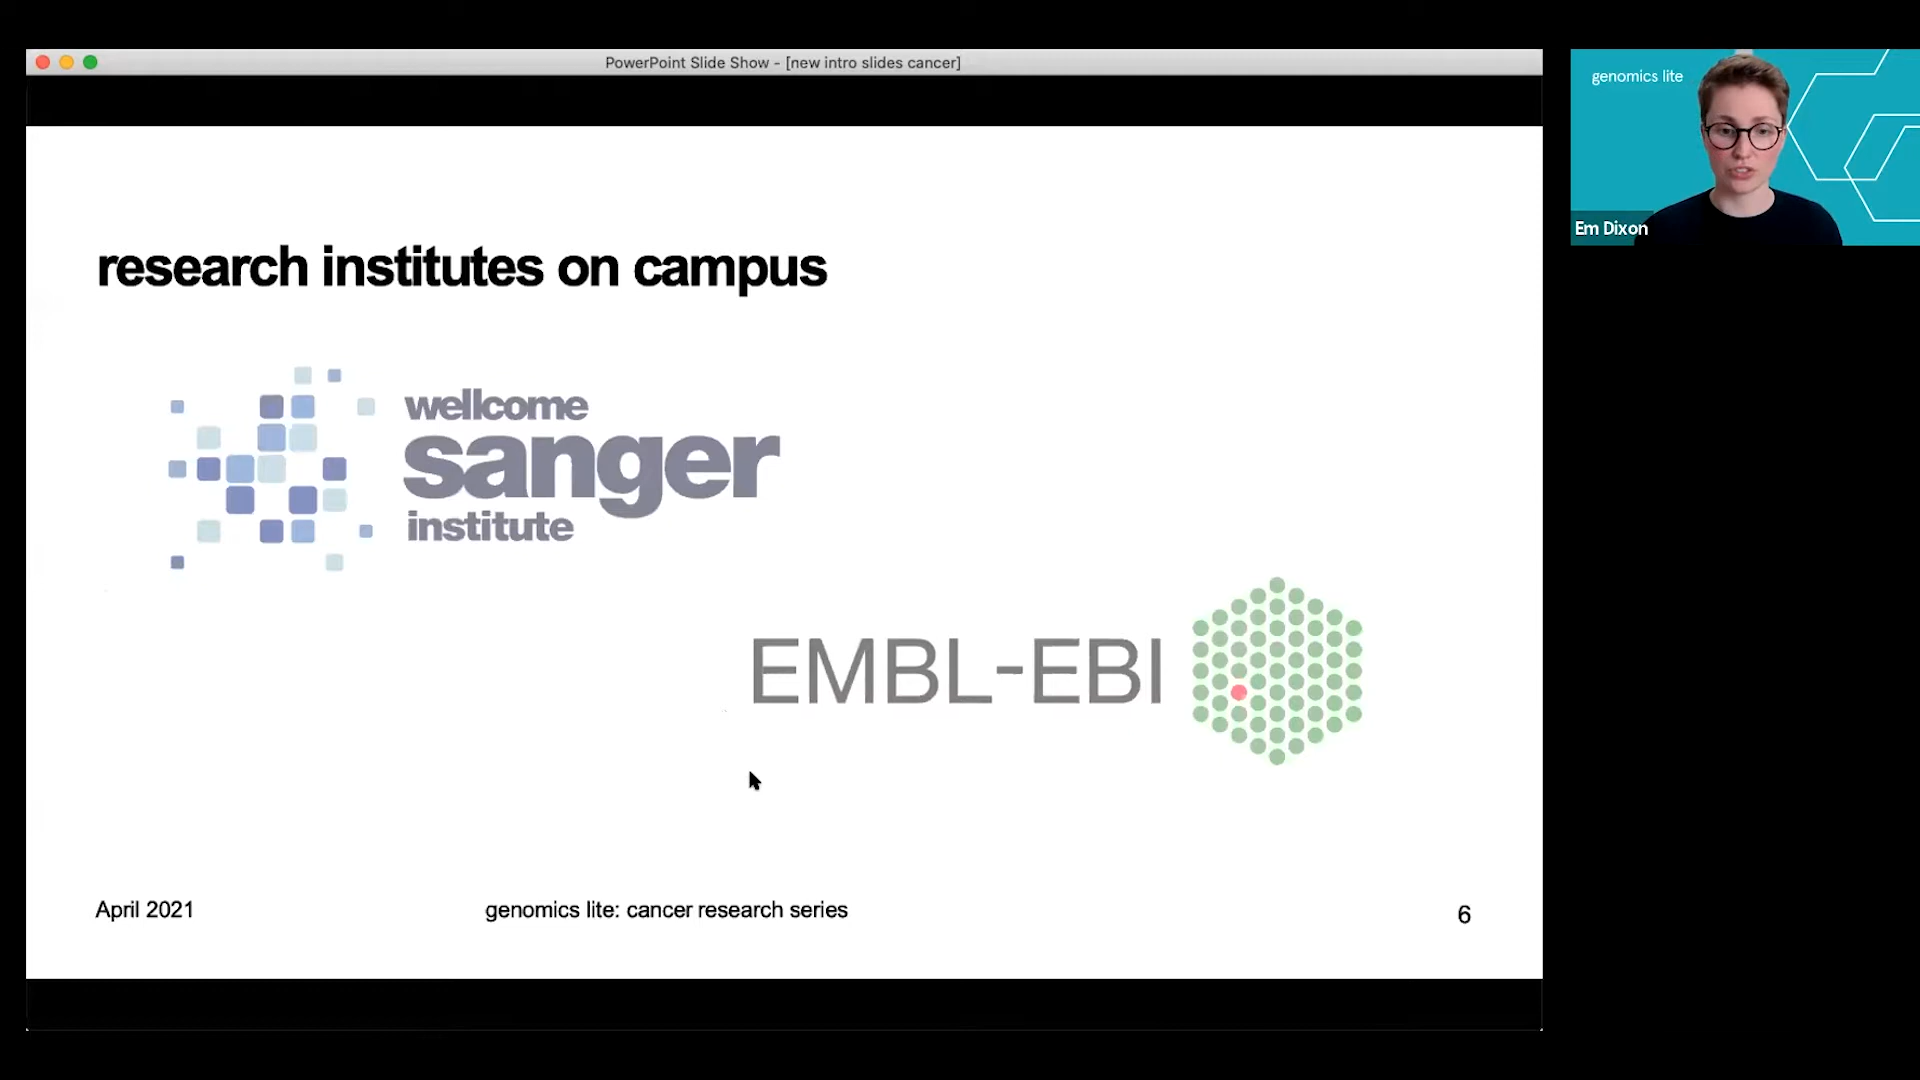 PowerPoint Slide Show - [new intro slides cancer]
genomics lite
Em Dixon
research institutes on campus
wellcome
sanger
institute
EMBL-EBI
April 2021
genomics lite: cancer research series
6